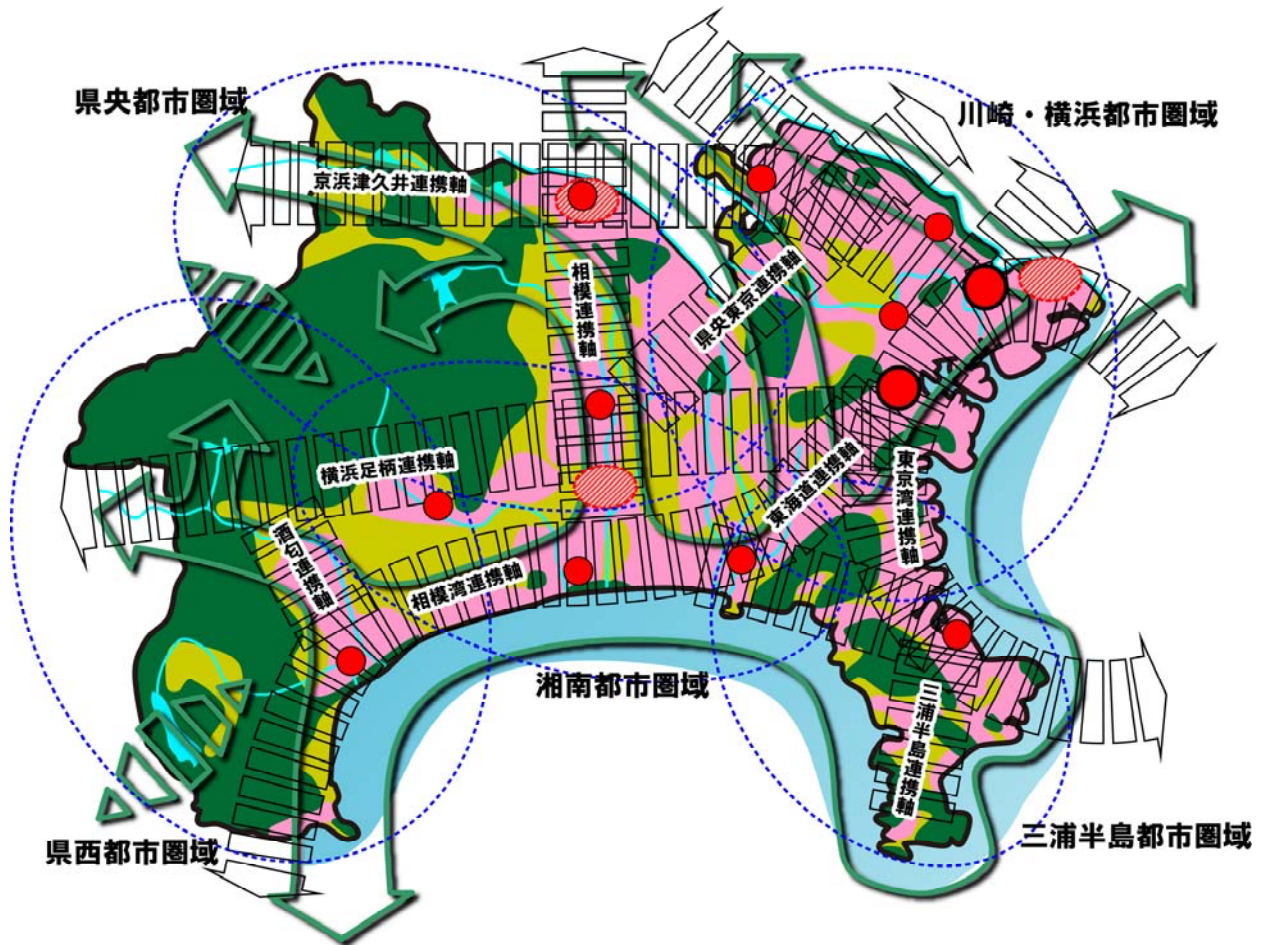 県央都市圏域
川崎・横浜都市圏域
京浜津久井連携軸
相模連携軸
県央東京連携軸
横浜足柄連携軸
東海道連携軸
東京湾連携軸
酒匂連携軸
相模湾連携軸
湘南都市圏域
三浦半島連携軸
県西都市圏域
三浦半島都市圏域